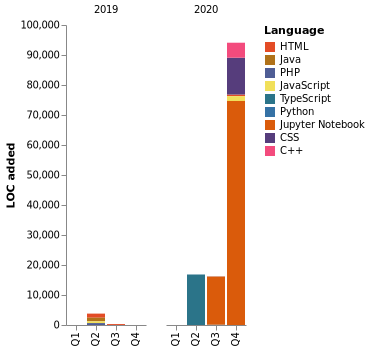 2019 2020
100,000
90,000
80,000
70,000
60,000
50,000
40,000
30,000
20,000
10,000
0
LOC added
Q1 Q2 Q3 Q4 Q1 Q2 Q3 Q4
Language
HTML
Java
PHP
JavaScript
TypeScript
Python
Jupyter Notebook
CSS
C++